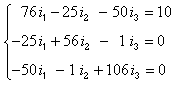 76i₁ − 25i₂ − 50i₃ = 10
−25i₁ + 56i₂ − 1i₃ = 0
−50i₁ − 1i₂ + 106i₃ = 0